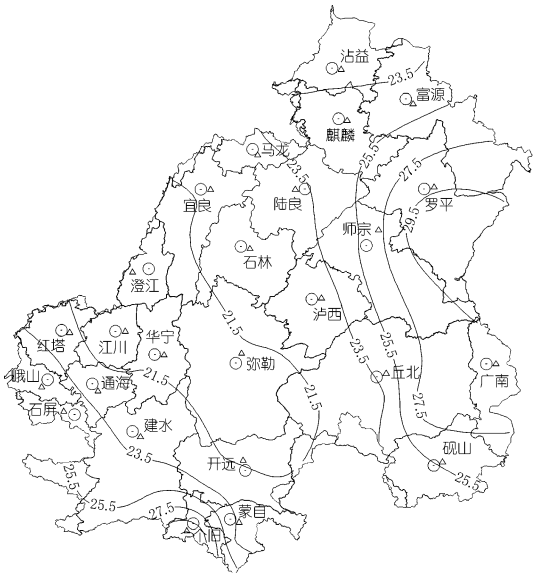 沾益
23.5
富源
麒麟
25.5
马龙
23.5
27.5
宜良
陆良
罗平
29.5
师宗
石林
澄江
泸西
21.5
红塔
江川
华宁
25.5
23.5
弥勒
丘北
广南
峨山
通海
21.5
21.5
27.5
石屏
建水
砚山
23.5
开远
25.5
25.5
25.5
27.5
蒙自
个旧